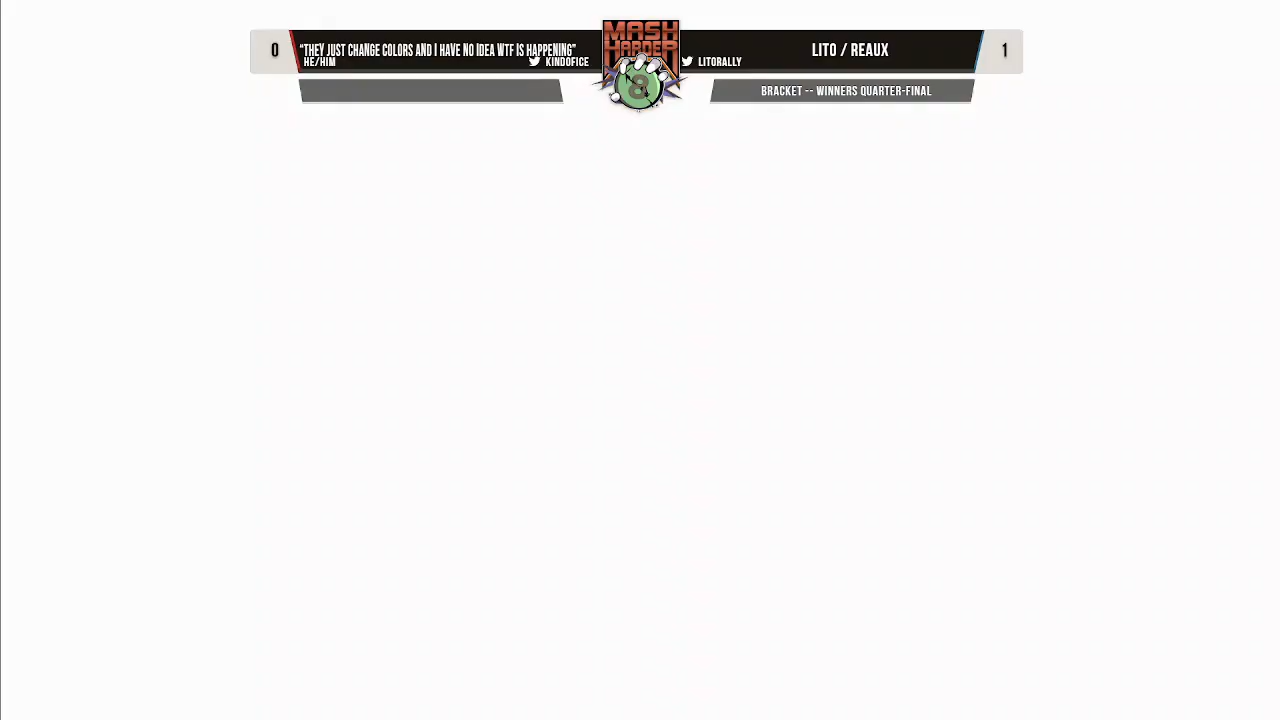 0
“THEY JUST CHANGE COLORS AND I HAVE NO IDEA WTF IS HAPPENING”
HE/HIM
KINDOFICE
MASH
HARDER
8
LITO / REAUX
1
LITORALLY
BRACKET -- WINNERS QUARTER-FINAL